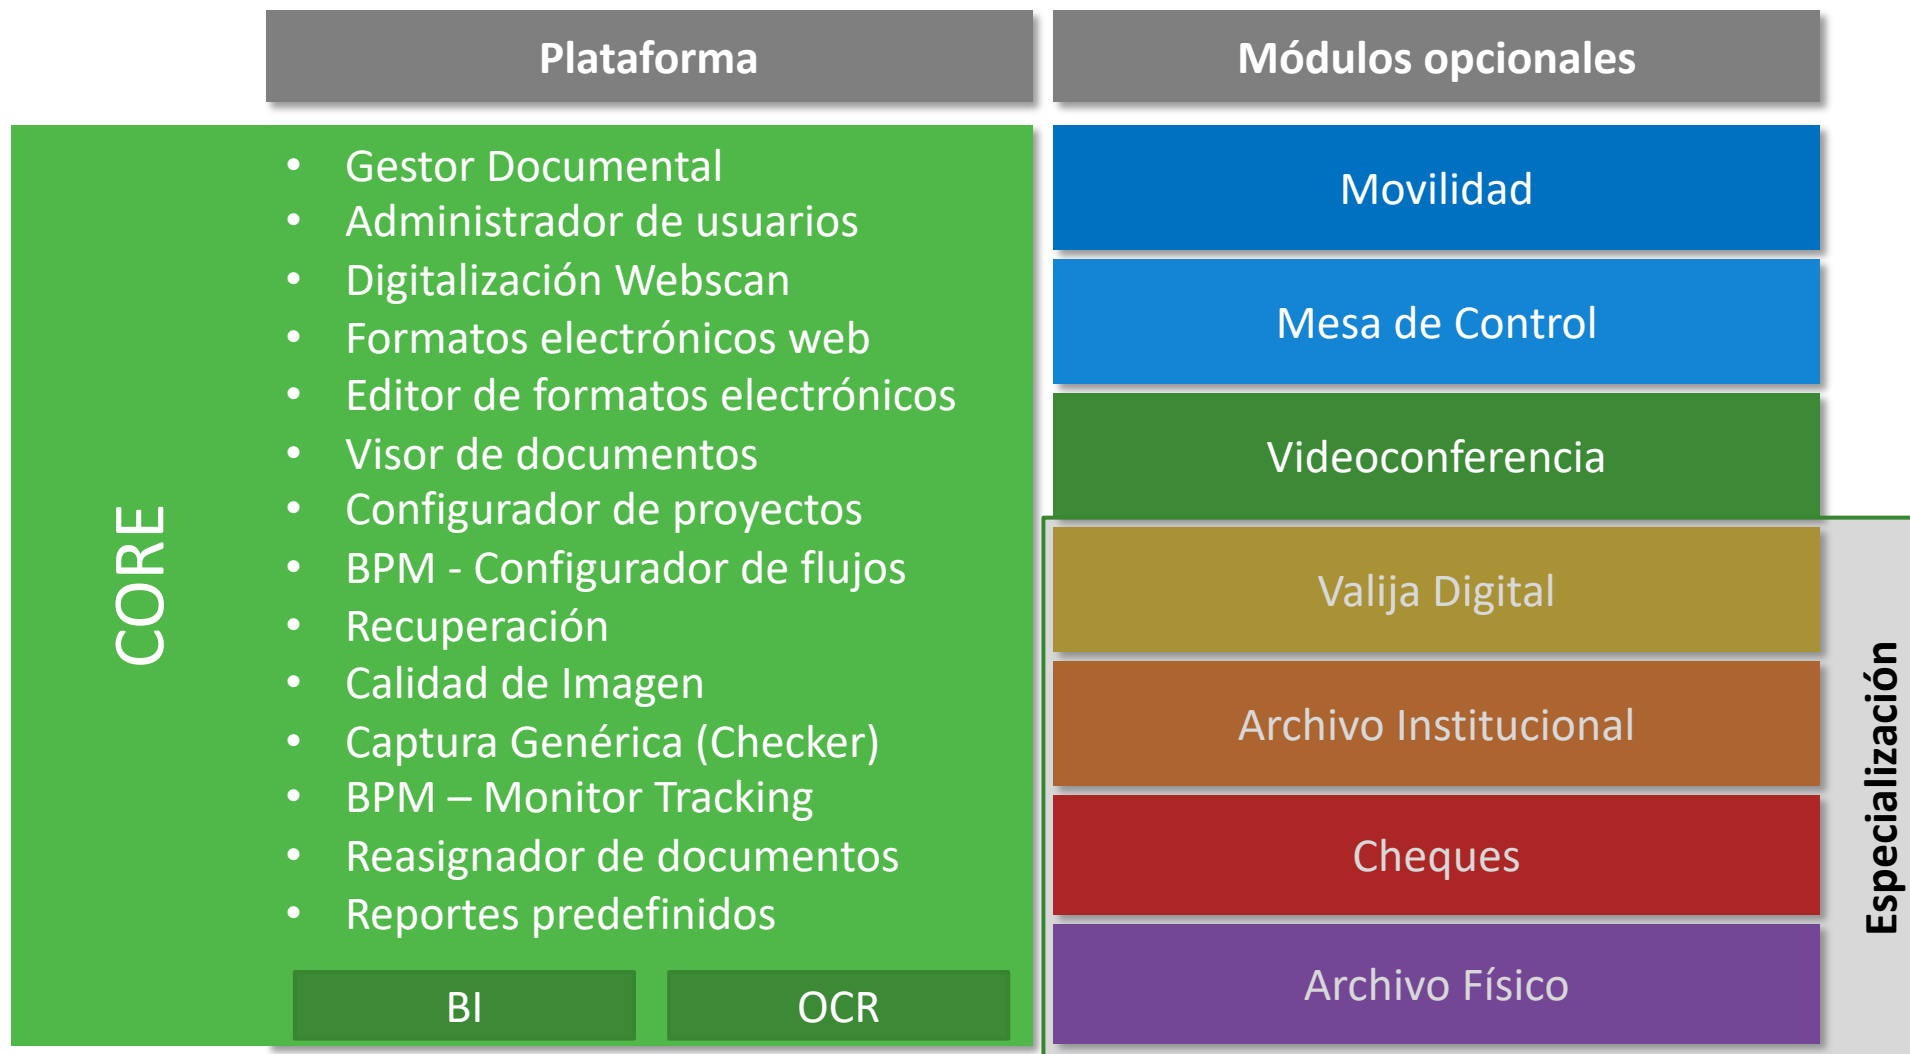 Plataforma
Módulos opcionales
CORE
• Gestor Documental
• Administrador de usuarios
• Digitalización Webscan
• Formatos electrónicos web
• Editor de formatos electrónicos
• Visor de documentos
• Configurador de proyectos
• BPM - Configurador de flujos
• Recuperación
• Calidad de Imagen
• Captura Genérica (Checker)
• BPM – Monitor Tracking
• Reasignador de documentos
• Reportes predefinidos
BI
OCR
Movilidad
Mesa de Control
Videoconferencia
Valija Digital
Archivo Institucional
Cheques
Archivo Físico
Especialización